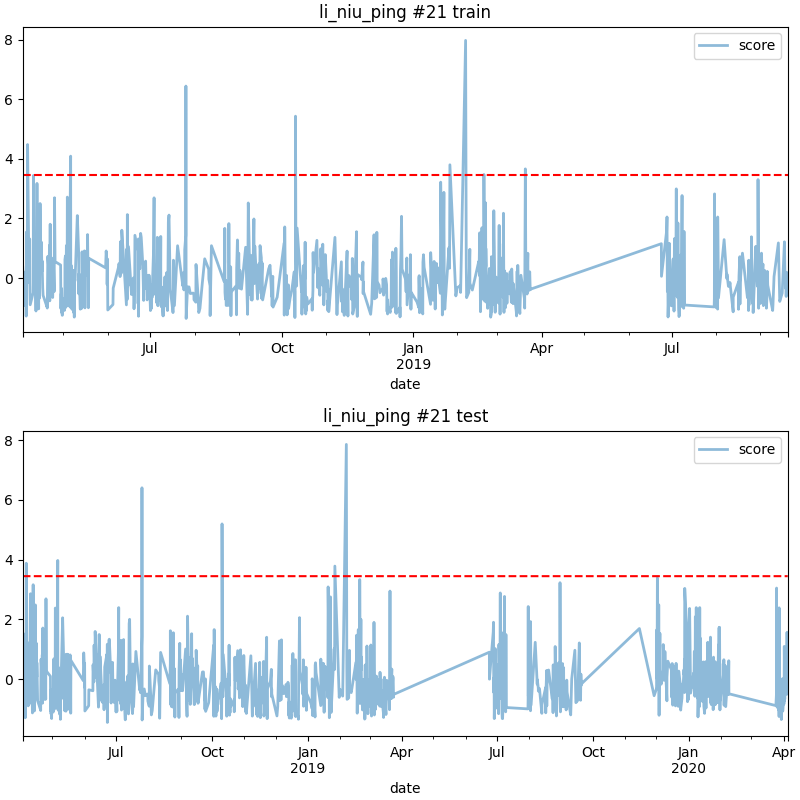 li_niu_ping #21 train
score
8
6
4
2
0
Jul Oct Jan Apr Jul
2019
date
li_niu_ping #21 test
score
8
6
4
2
0
Jul Oct Jan Apr Jul Oct Jan Apr
2019 2020
date